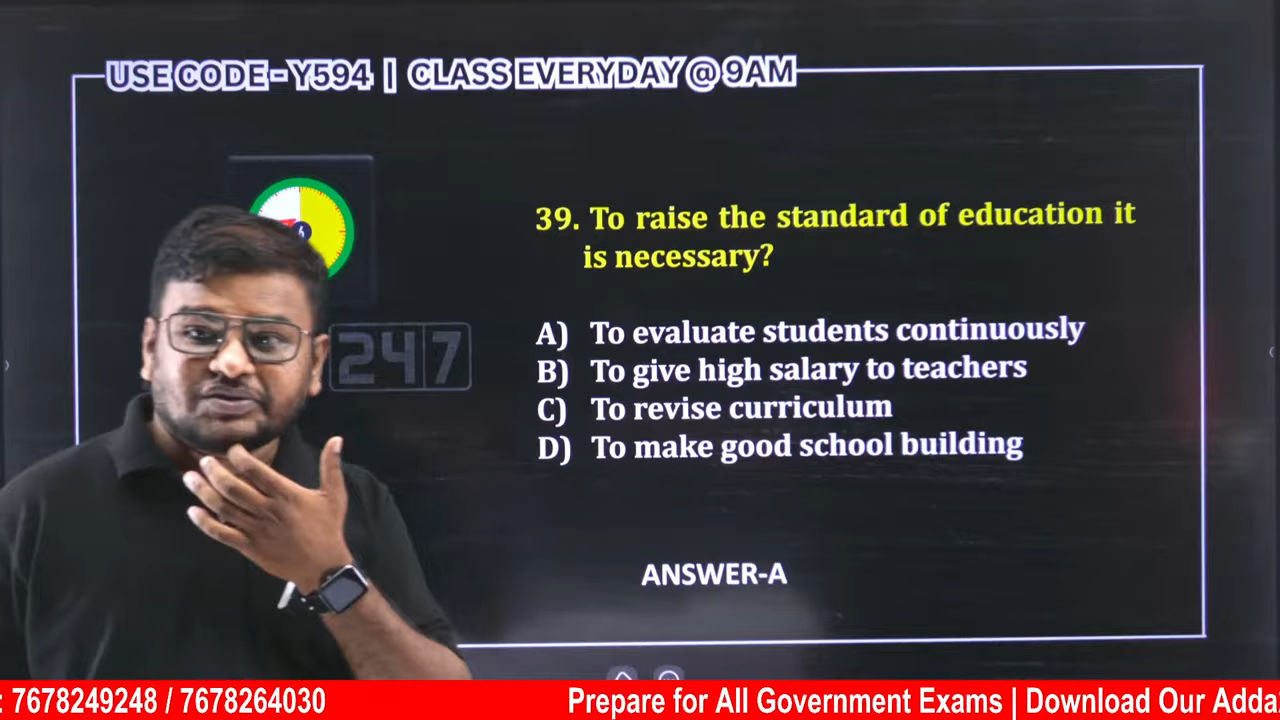 USE CODE - Y594 | CLASS EVERYDAY @ 9AM
6
247
39. To raise the standard of education it
is necessary?
A) To evaluate students continuously
B) To give high salary to teachers
C) To revise curriculum
D) To make good school building
ANSWER-A
: 7678249248 / 7678264030
Prepare for All Government Exams | Download Our Adda